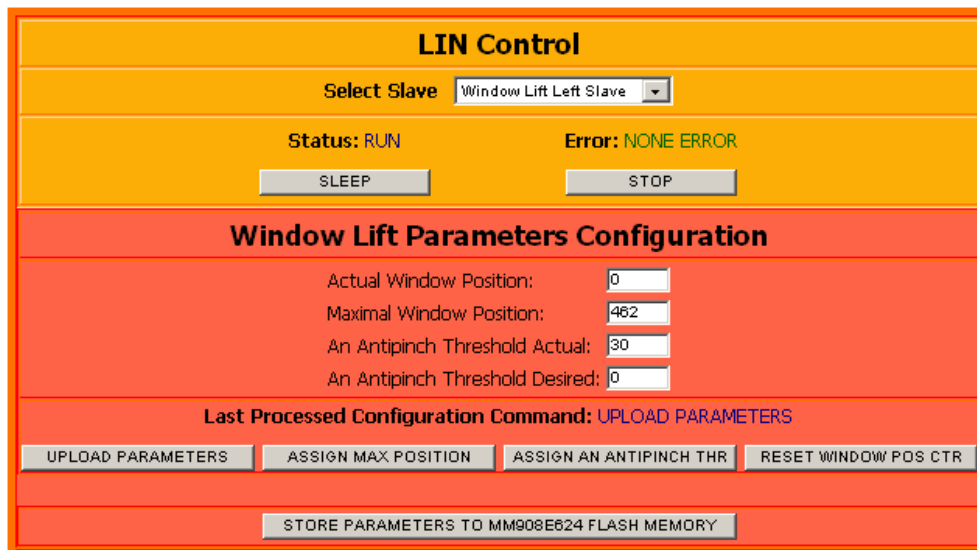 LIN Control
Select Slave Window Lift Left Slave
Status: RUN Error: NONE ERROR
SLEEP STOP
Window Lift Parameters Configuration
Actual Window Position: 0
Maximal Window Position: 462
An Antipinch Threshold Actual: 30
An Antipinch Threshold Desired: 0
Last Processed Configuration Command: UPLOAD PARAMETERS
UPLOAD PARAMETERS ASSIGN MAX POSITION ASSIGN AN ANTIPINCH THR RESET WINDOW POS CTR
STORE PARAMETERS TO MM908E624 FLASH MEMORY